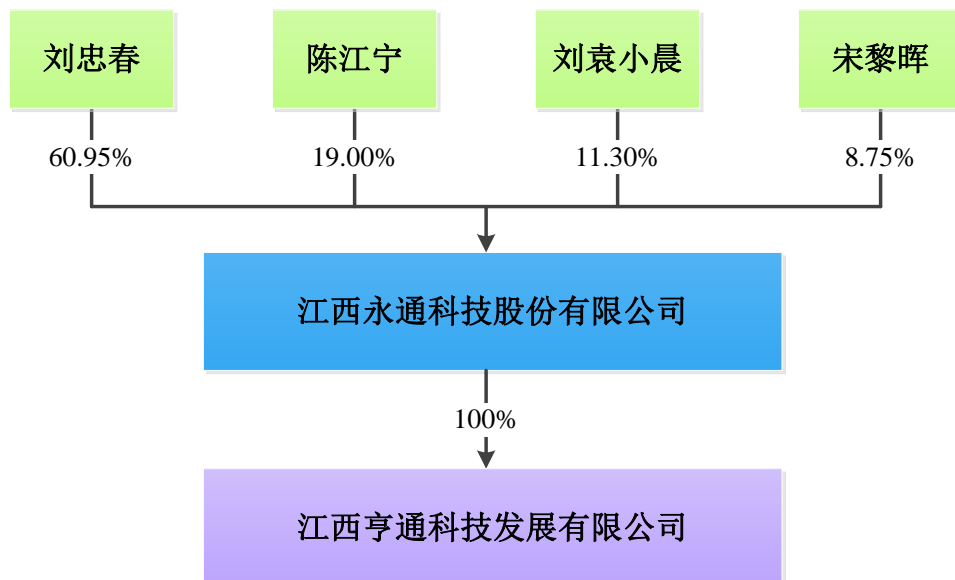 刘忠春
陈江宁
刘袁小晨
宋黎晖
60.95%
19.00%
11.30%
8.75%
江西永通科技股份有限公司
100%
江西亨通科技发展有限公司